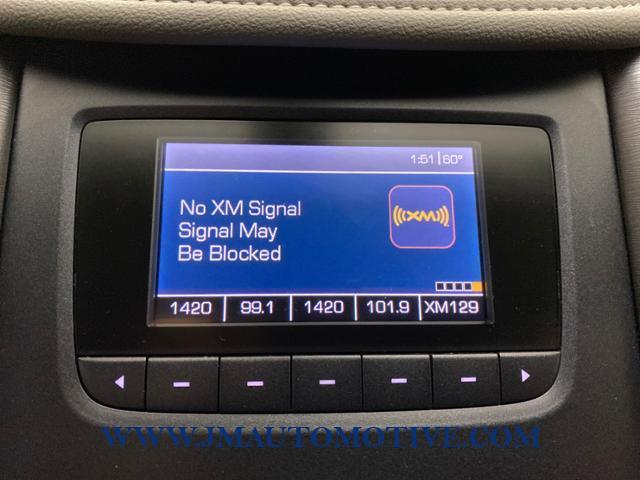 1:51 | 60°
No XM Signal
Signal May
Be Blocked
((( XM )))
1420 | 99.1 | 1420 | 101.9 | XM129
WWW.JMAUTOMOTIVE.COM